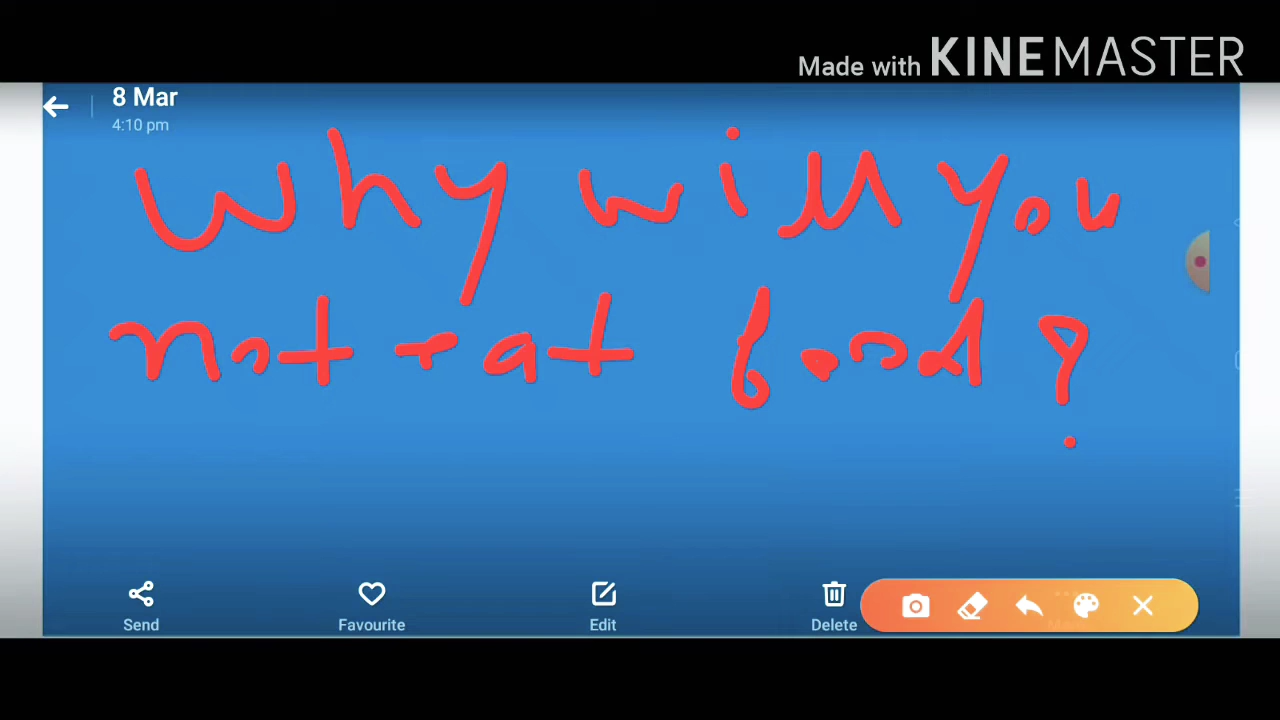 Made with KINEMASTER
8 Mar
4:10 pm
Why will you
not eat food?
Send Favourite Edit Delete